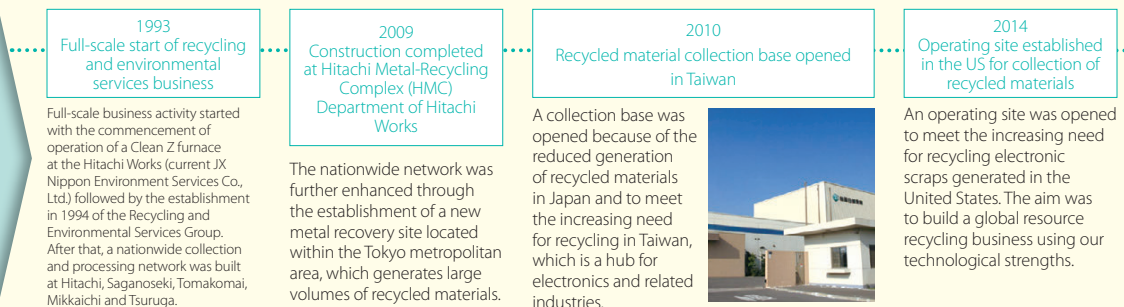 1993
Full-scale start of recycling
and environmental
services business
Full-scale business activity started
with the commencement of
operation of a Clean Z furnace
at the Hitachi Works (current JX
Nippon Environment Services Co.,
Ltd.) followed by the establishment
in 1994 of the Recycling and
Environmental Services Group.
After that, a nationwide collection
and processing network was built
at Hitachi, Saganoseki, Tomakomai,
Mikkaichi and Tsuruga.
2009
Construction completed
at Hitachi Metal-Recycling
Complex (HMC)
Department of Hitachi
Works
The nationwide network was
further enhanced through
the establishment of a new
metal recovery site located
within the Tokyo metropolitan
area, which generates large
volumes of recycled materials.
2010
Recycled material collection base opened
in Taiwan
A collection base was
opened because of the
reduced generation
of recycled materials
in Japan and to meet
the increasing need
for recycling in Taiwan,
which is a hub for
electronics and related
industries.
2014
Operating site established
in the US for collection of
recycled materials
An operating site was opened
to meet the increasing need
for recycling electronic
scraps generated in the
United States. The aim was
to build a global resource
recycling business using our
technological strengths.